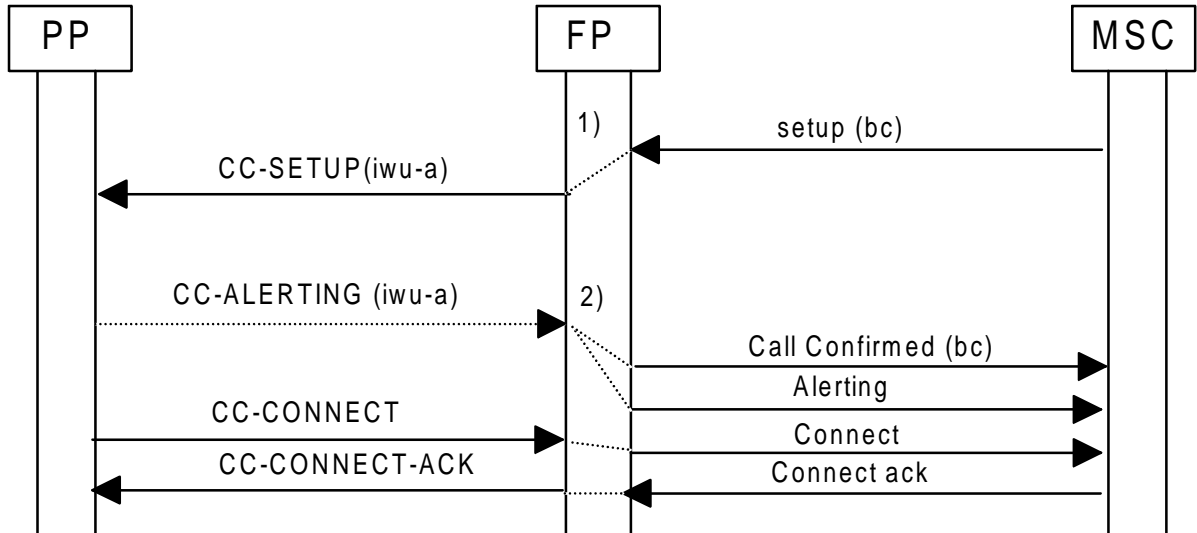 PP
FP
MSC
1)
setup (bc)
CC-SETUP(iwu-a)
CC-ALERTING (iwu-a)
2)
Call Confirmed (bc)
Alerting
CC-CONNECT
Connect
CC-CONNECT-ACK
Connect ack